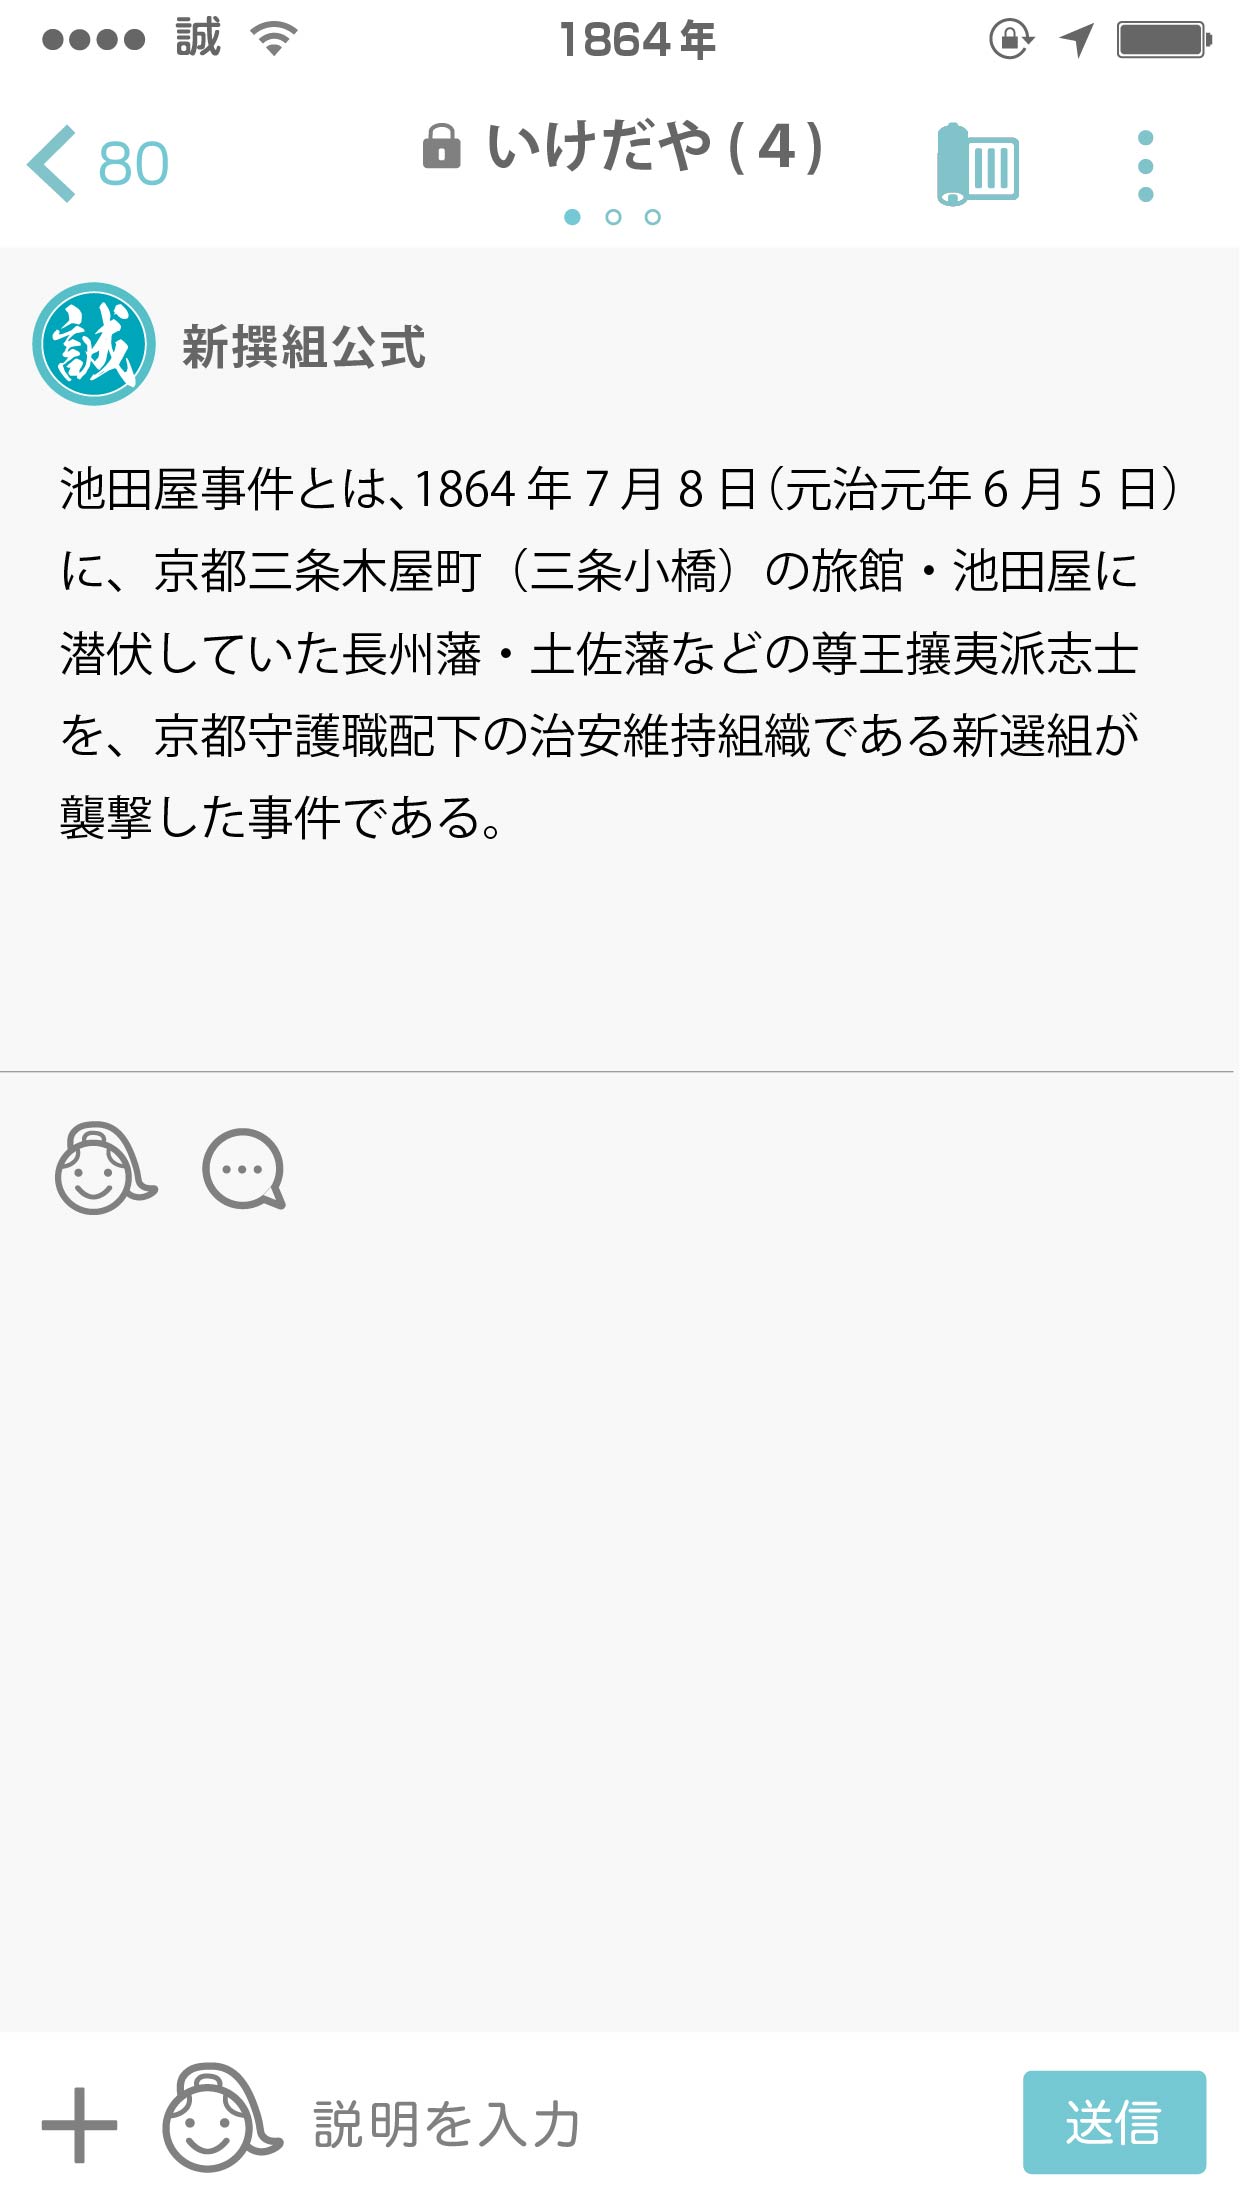 誠
1864年
80
いけだや(4)
誠
新撰組公式
池田屋事件とは、1864年7月8日（元治元年6月5日）
に、京都三条木屋町（三条小橋）の旅館・池田屋に
潜伏していた長州藩・土佐藩などの尊王攘夷派志士
を、京都守護職配下の治安維持組織である新選組が
襲撃した事件である。
説明を入力
送信